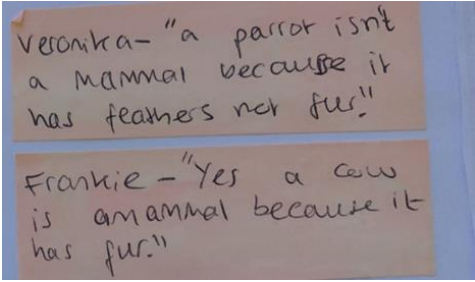 Veronika - "a parrot isn't
a mammal because it
has feathers not fur."
Frankie - "Yes a cow
is amammal because it
has fur."